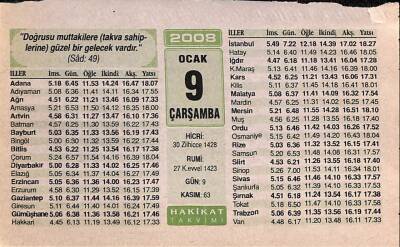 "Doğrusu muttakilere (takva sahip-
lerine) güzel bir gelecek vardır."
(Sâd: 49)
İLLER İms. Gün. Öğle İkindi Akş. Yatsı
Adana 5.18 6.45 11.53 14.24 16.47 18.07
Adıyaman 5.08 6.36 11.41 14.11 16.34 17.55
Ağrı 4.51 6.22 11.21 13.46 16.09 17.33
Amasya 5.21 6.53 11.50 14.12 16.35 18.00
Artvin 4.58 6.31 11.27 13.47 16.10 17.36
Batman 4.57 6.25 11.30 13.59 16.22 17.43
Bayburt 5.03 6.35 11.33 13.56 16.19 17.44
Bingöl 5.00 6.30 11.32 13.59 16.22 17.44
Bitlis 4.53 6.22 11.25 13.54 16.17 17.38
Çorum 5.24 6.57 11.54 14.16 16.39 18.04
Diyarbakır 5.00 6.28 11.33 14.02 16.25 17.46
Elazığ 5.05 6.34 11.37 14.04 16.27 17.49
Erzincan 5.05 6.36 11.36 14.00 16.23 17.47
Erzurum 4.58 6.30 11.29 13.52 16.15 17.39
Gaziantep 5.10 6.37 11.44 14.16 16.39 17.59
Giresun 5.11 6.44 11.40 14.01 16.24 17.50
Gümüşhane 5.06 6.38 11.36 13.58 16.21 17.46
Hakkari 4.45 6.13 11.19 13.49 16.12 17.32
2008
OCAK
9
ÇARŞAMBA
HİCRİ:
30 Zilhicce 1428
RUMİ:
27 K.evvel 1423
GÜN: 9
KASIM: 63
HAKİKAT
TAKVİMİ
İLLER İms. Gün. Öğle İkindi Akş. Yatsı
İstanbul 5.49 7.22 12.18 14.39 17.02 18.27
Hatay 5.14 6.40 11.49 14.23 16.46 18.05
Iğdır 4.47 6.18 11.18 13.41 16.04 17.29
K.Maraş 5.13 6.41 11.46 14.16 16.39 18.00
Kars 4.52 6.25 11.21 13.43 16.06 17.31
Kilis 5.11 6.37 11.45 14.18 16.41 18.01
Malatya 5.08 6.37 11.41 14.09 16.32 17.54
Mardin 4.57 6.25 11.31 14.02 16.25 17.45
Mersin 5.21 6.48 11.55 14.28 16.51 18.10
Muş 4.56 6.25 11.28 13.55 16.18 17.40
Ordu 5.13 6.46 11.42 14.03 16.26 17.52
Osmaniye 5.15 6.42 11.49 14.20 16.43 18.04
Rize 5.03 6.36 11.32 13.52 16.15 17.41
Samsun 5.20 6.53 11.48 14.08 16.31 17.57
Siirt 4.53 6.21 11.26 13.55 16.18 17.40
Sinop 5.26 7.00 11.53 14.11 16.34 18.01
Sivas 5.15 6.46 11.44 14.10 16.33 17.57
Şanlıurfa 5.05 6.32 11.39 14.10 16.33 17.53
Şırnak 4.51 6.18 11.24 13.54 16.17 17.38
Tokat 5.18 6.50 11.47 14.10 16.33 17.58
Trabzon 5.06 6.39 11.35 13.56 16.19 17.44
Van 4.48 6.17 11.20 13.48 16.11 17.33